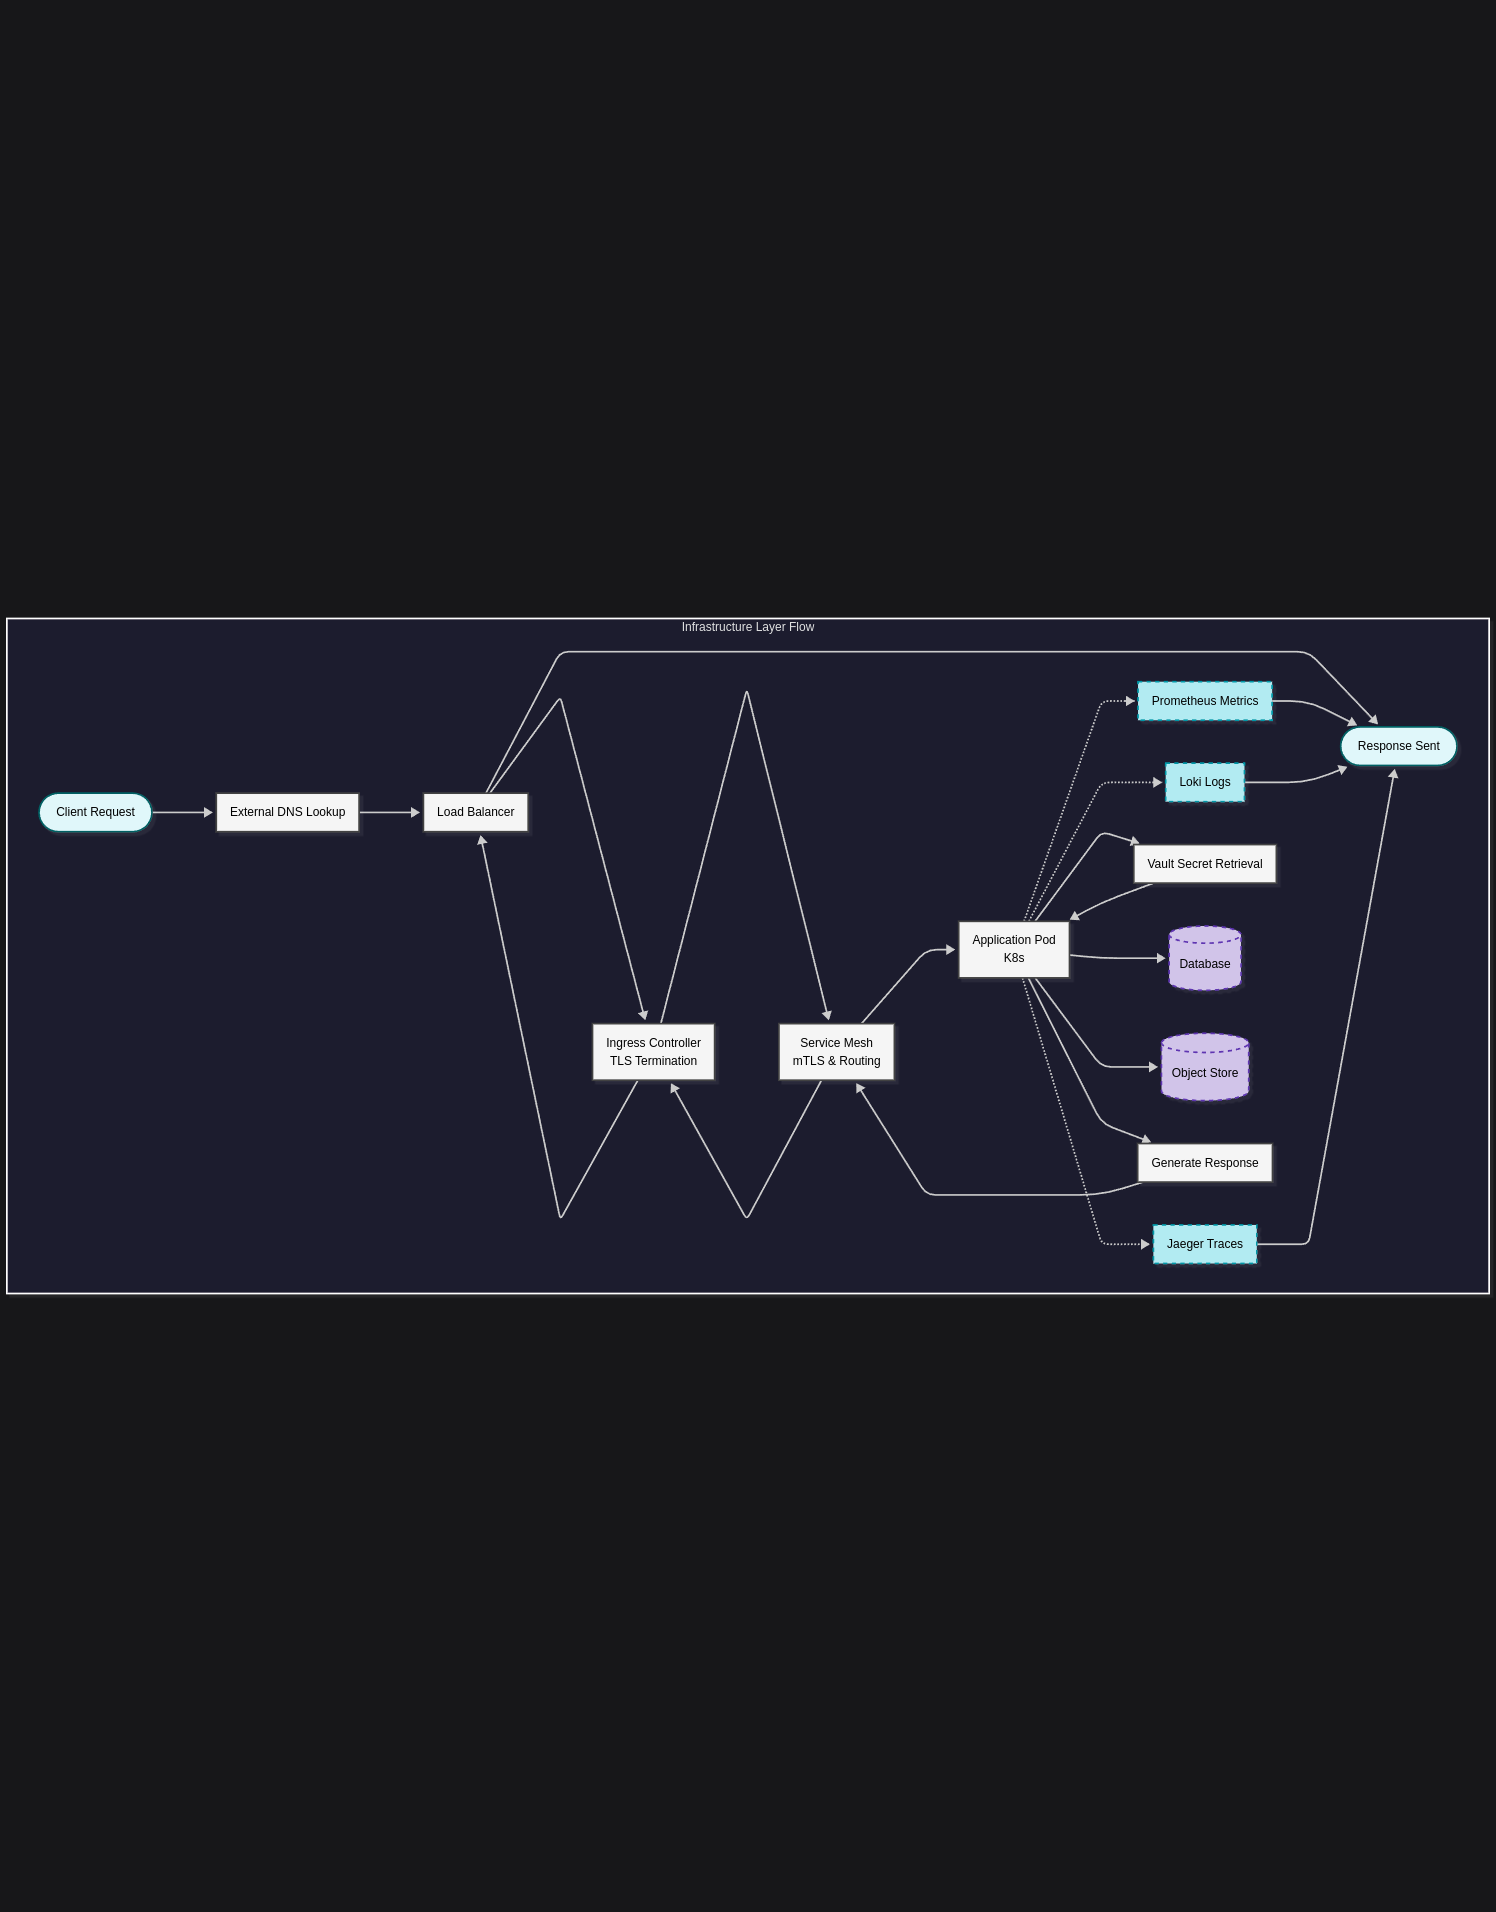 Infrastructure Layer Flow
Client Request
External DNS Lookup
Load Balancer
Ingress Controller
TLS Termination
Service Mesh
mTLS & Routing
Application Pod
K8s
Prometheus Metrics
Loki Logs
Vault Secret Retrieval
Database
Object Store
Generate Response
Jaeger Traces
Response Sent